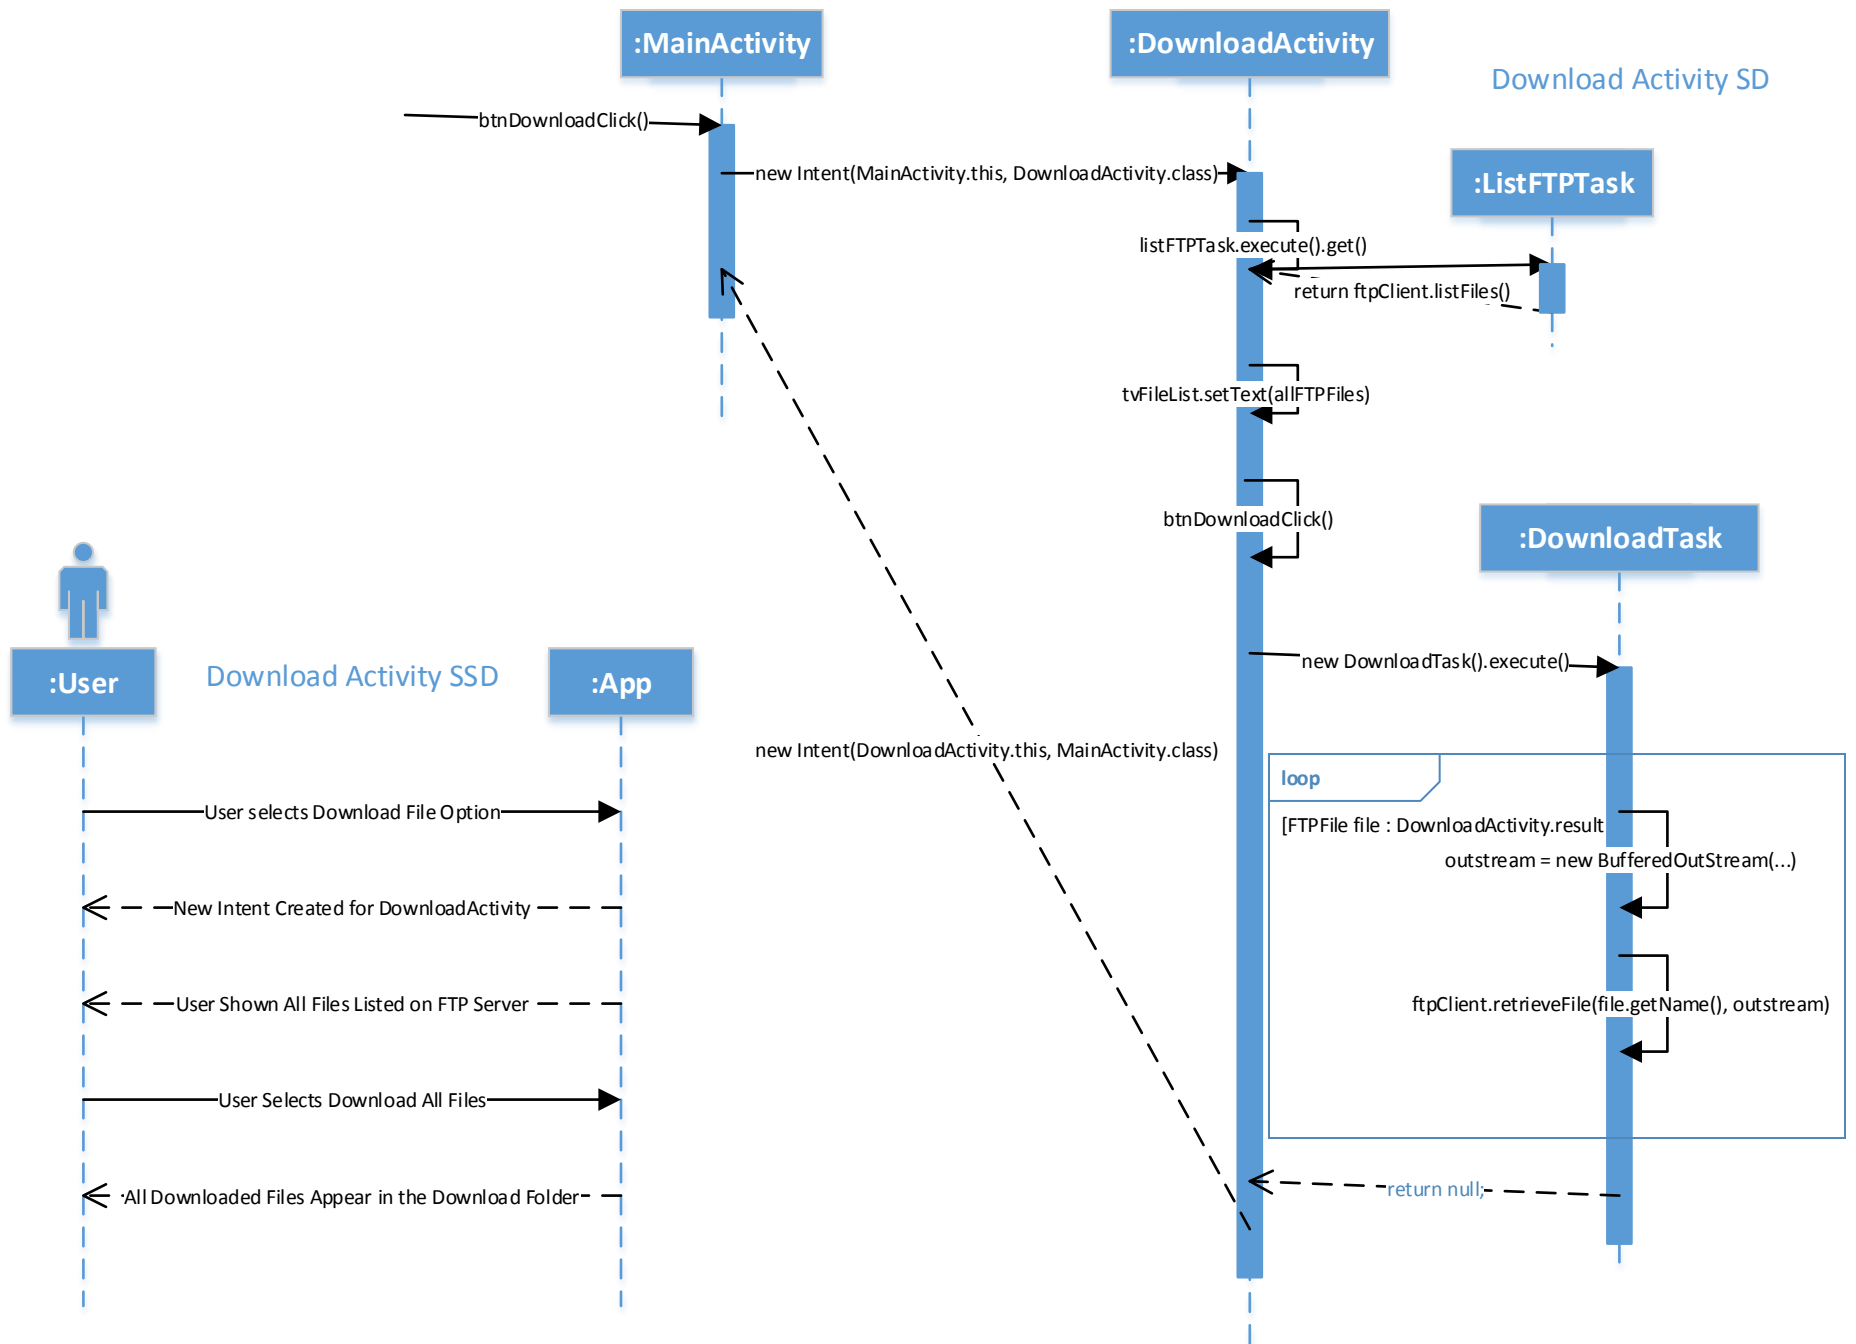 :MainActivity
:DownloadActivity
Download Activity SD
btnDownloadClick()
new Intent(MainActivity.this, DownloadActivity.class)
:ListFTPTask
listFTPTask.execute().get()
return ftpClient.listFiles()
tvFileList.setText(allFTPFiles)
btnDownloadClick()
:DownloadTask
new DownloadTask().execute()
new Intent(DownloadActivity.this, MainActivity.class)
loop
[FTPFile file : DownloadActivity.result
outstream = new BufferedOutStream(...)
ftpClient.retrieveFile(file.getName(), outstream)
return null;
:User
Download Activity SSD
:App
User selects Download File Option
New Intent Created for DownloadActivity
User Shown All Files Listed on FTP Server
User Selects Download All Files
All Downloaded Files Appear in the Download Folder